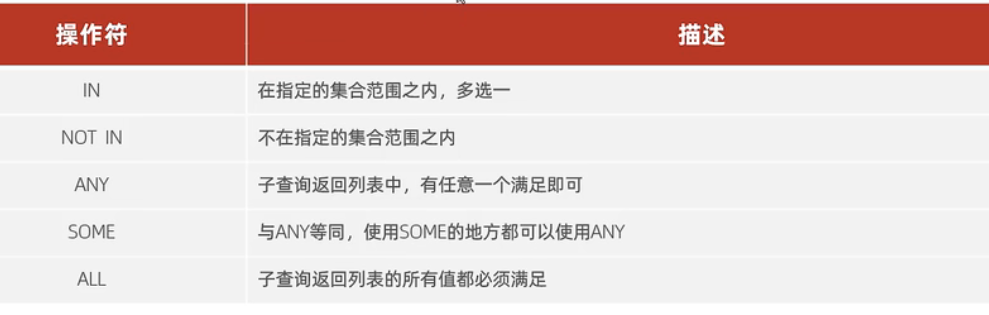 操作符 描述
IN 在指定的集合范围之内，多选一
NOT IN 不在指定的集合范围之内
ANY 子查询返回列表中，有任意一个满足即可
SOME 与ANY等同，使用SOME的地方都可以使用ANY
ALL 子查询返回列表的所有值都必须满足